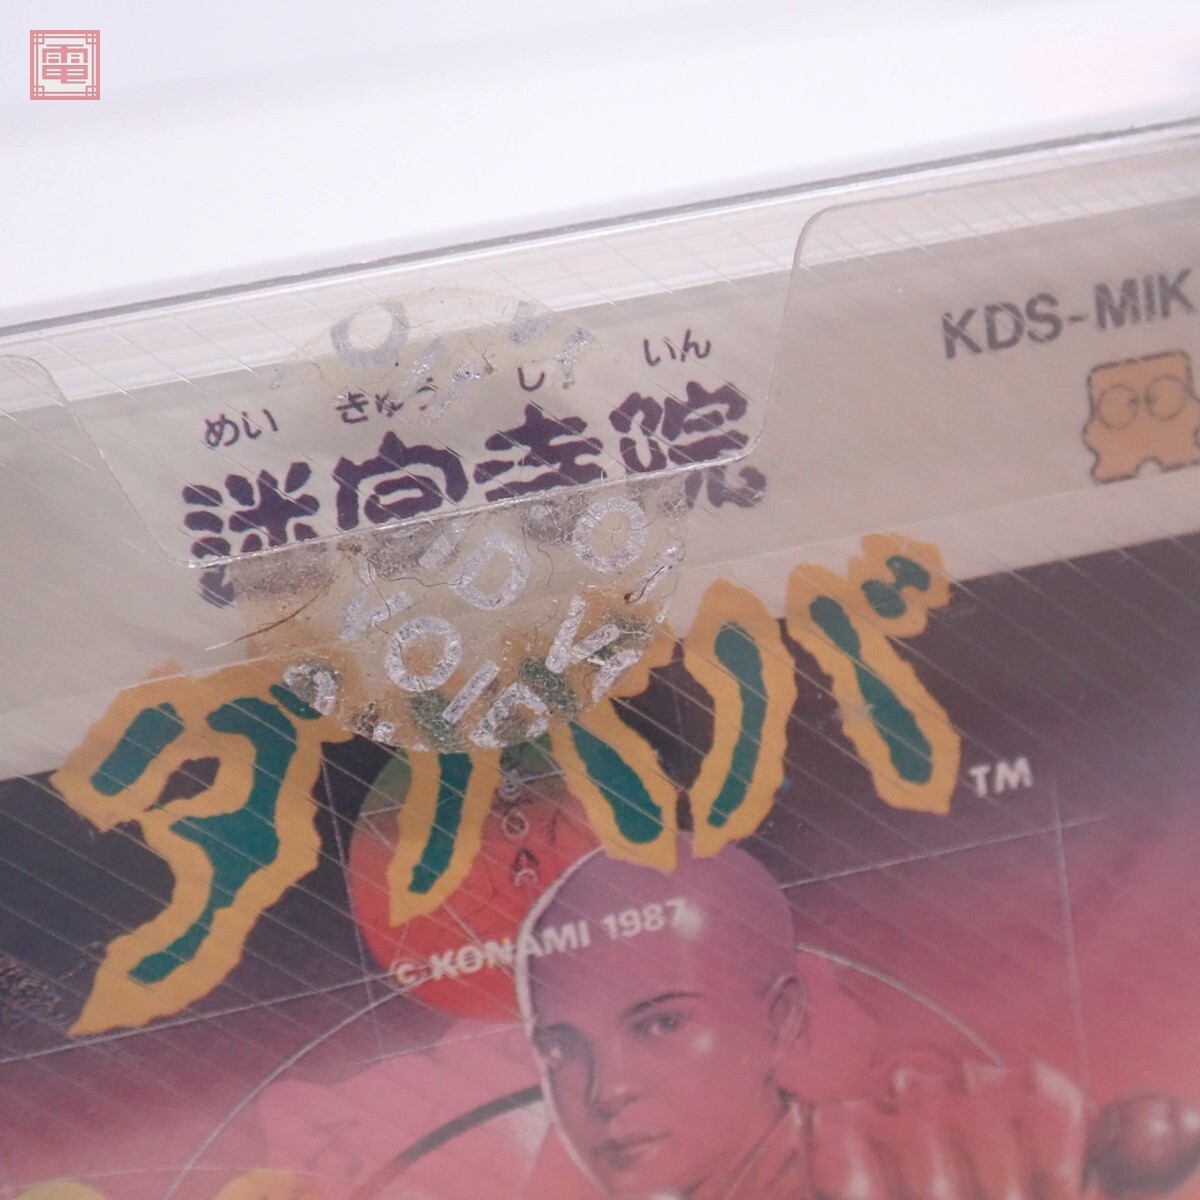 電
KDS-MIK
めい きゅう じ いん
迷宮寺院
ダババ
TM
© KONAMI 1987